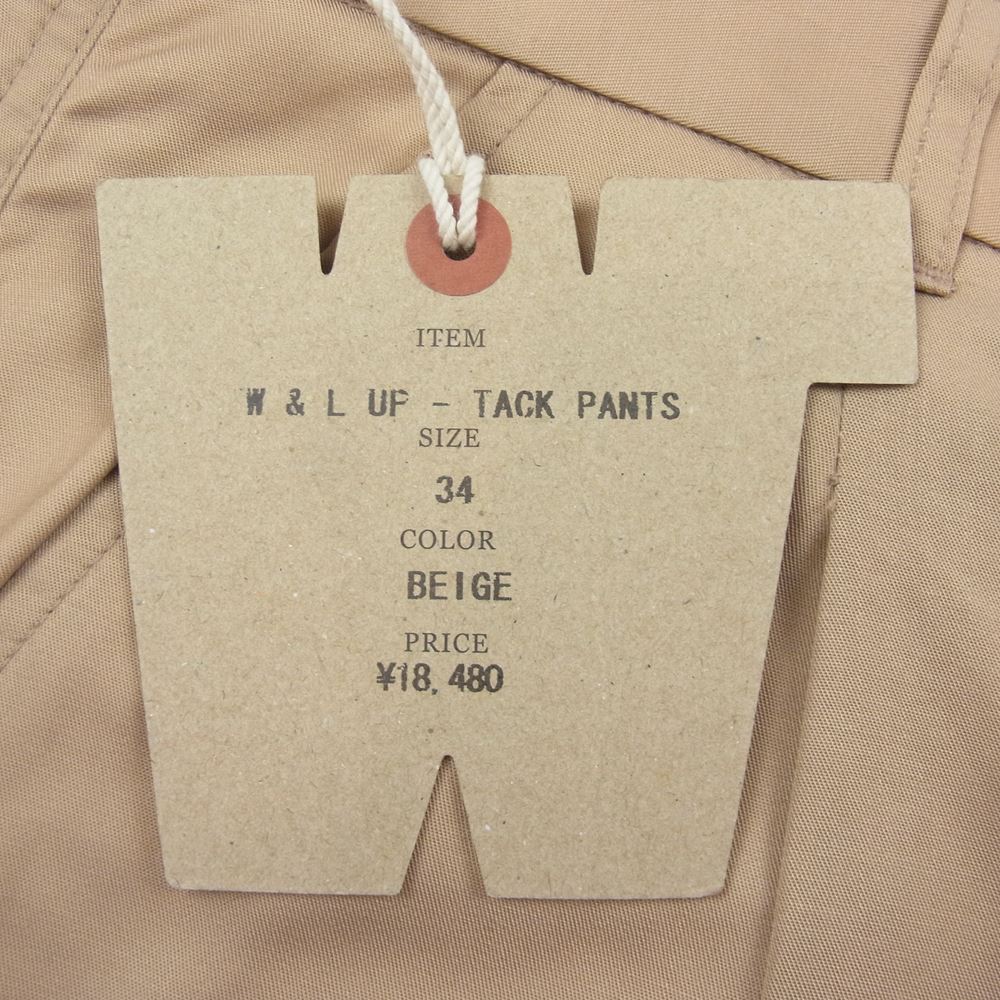 ITEM
W & L UP - TACK PANTS
SIZE
34
COLOR
BEIGE
PRICE
¥18,480